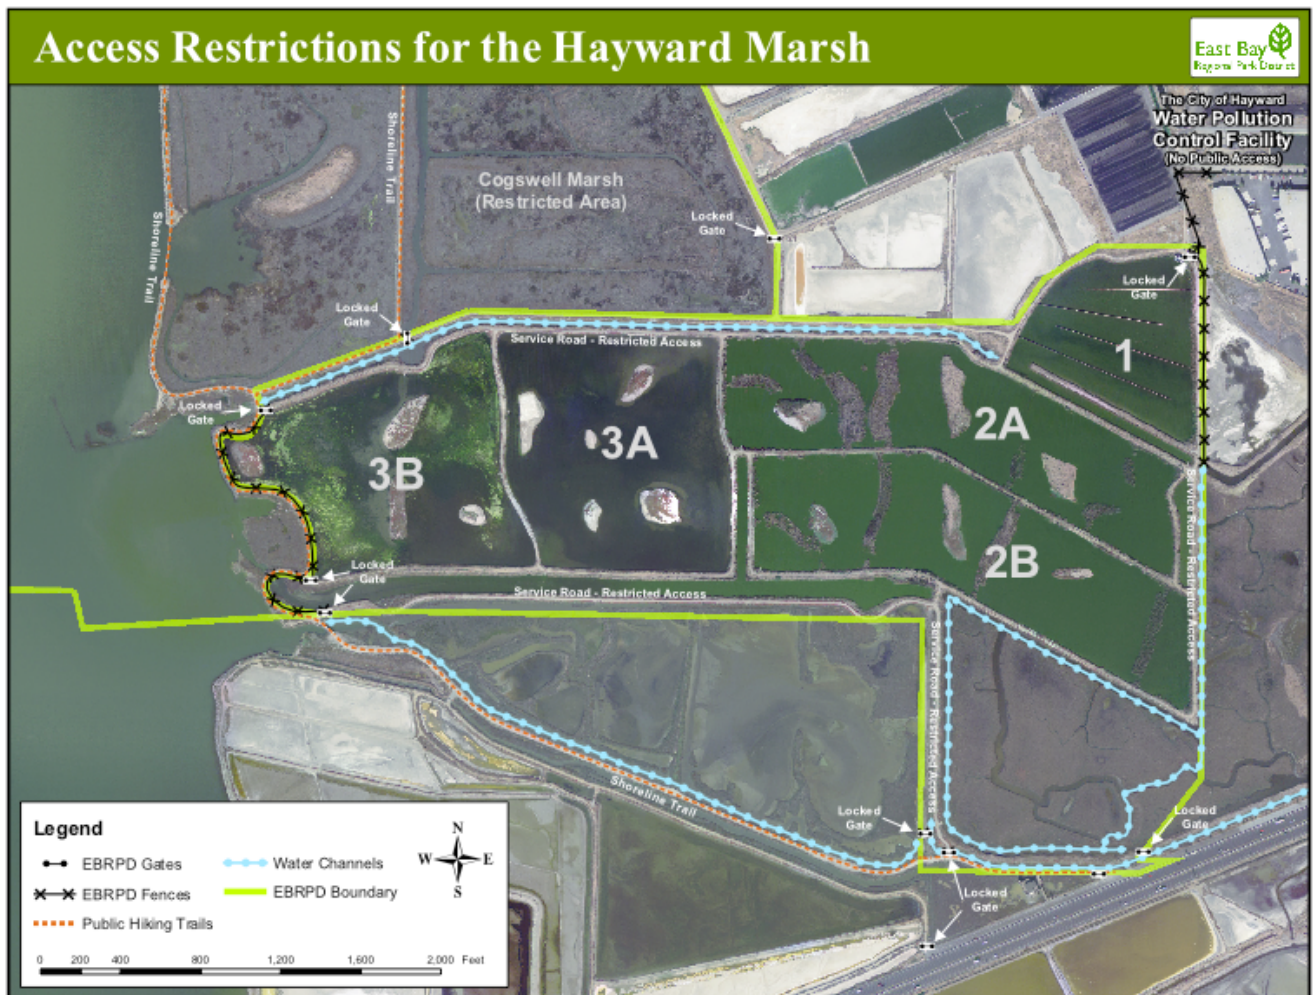 Access Restrictions for the Hayward Marsh
East Bay
Regional Park District
The City of Hayward
Water Pollution
Control Facility
(No Public Access)
Shoreline Trail
Shoreline Trail
Cogswell Marsh
(Restricted Area)
Locked
Gate
Locked
Gate
Locked
Gate
Service Road - Restricted Access
1
2A
3A
3B
Locked
Gate
Service Road - Restricted Access
2B
Locked
Gate
Service Road - Restricted Access
Service Road - Restricted Access
Shoreline Trail
Locked
Gate
Locked
Gate
Locked
Gate
Legend
EBRPD Gates
Water Channels
EBRPD Fences
EBRPD Boundary
Public Hiking Trails
N
W E
S
0 200 400 800 1,200 1,600 2,000 Feet